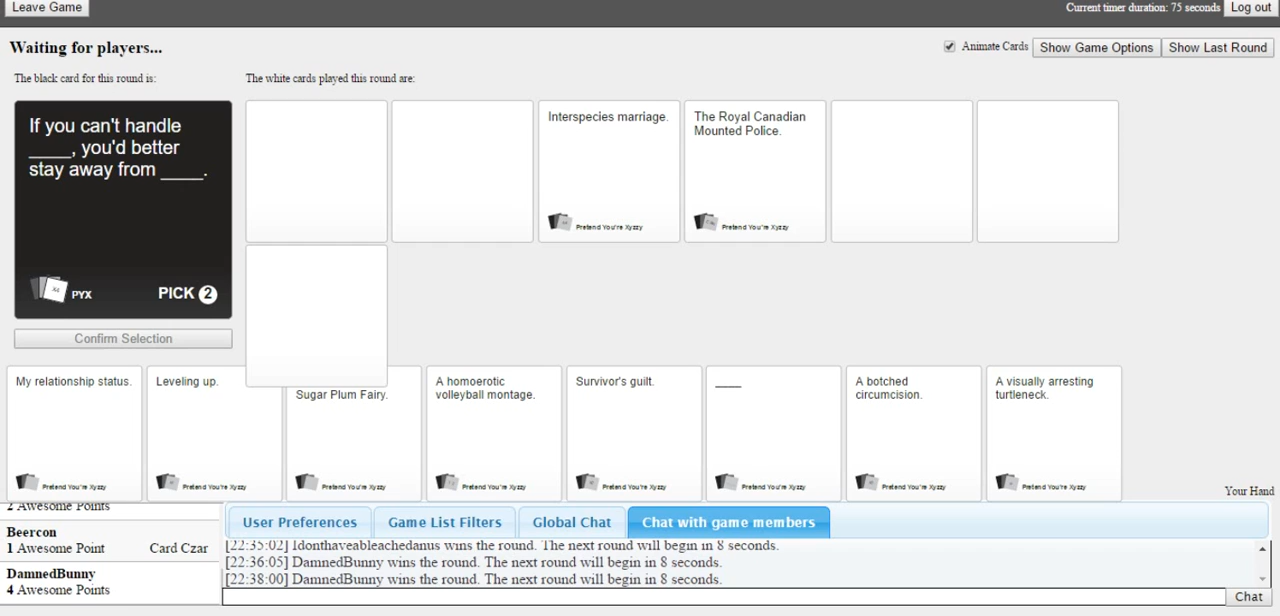 Leave Game
Current timer duration: 75 seconds
Log out
Waiting for players...
Animate Cards
Show Game Options
Show Last Round
The black card for this round is:
The white cards played this round are:
If you can't handle
____, you'd better
stay away from ____.
PYX
PICK 2
Interspecies marriage.
Pretend You're Xyzzy
The Royal Canadian
Mounted Police.
Pretend You're Xyzzy
Confirm Selection
My relationship status.
Pretend You're Xyzzy
Leveling up.
Pretend You're Xyzzy
Sugar Plum Fairy.
Pretend You're Xyzzy
A homoerotic
volleyball montage.
Pretend You're Xyzzy
Survivor's guilt.
Pretend You're Xyzzy
____
Pretend You're Xyzzy
A botched
circumcision.
Pretend You're Xyzzy
A visually arresting
turtleneck.
Pretend You're Xyzzy
Your Hand
2 Awesome Points
Beercon
1 Awesome Point
Card Czar
DamnedBunny
4 Awesome Points
User Preferences
Game List Filters
Global Chat
Chat with game members
[22:35:02] Idonthaveableachedanus wins the round. The next round will begin in 8 seconds.
[22:36:05] DamnedBunny wins the round. The next round will begin in 8 seconds.
[22:38:00] DamnedBunny wins the round. The next round will begin in 8 seconds.
Chat